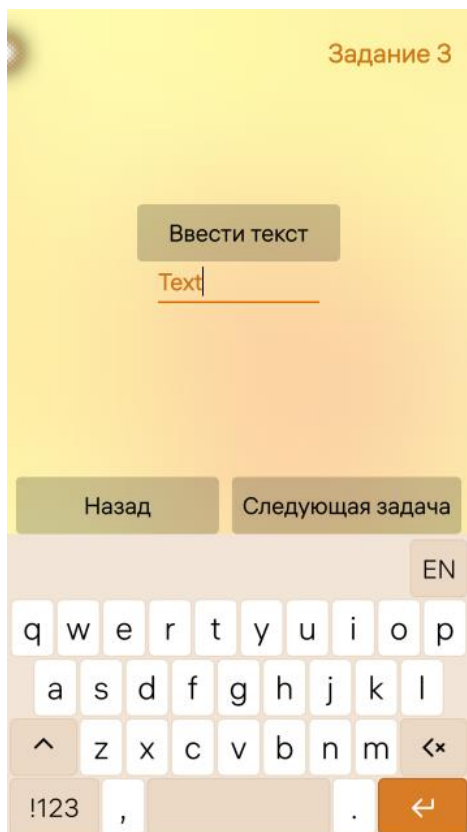 Задание 3
Ввести текст
Text
Назад Следующая задача
EN
q w e r t y u i o p
a s d f g h j k l
z x c v b n m
!123 , .